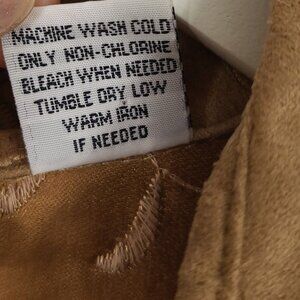 MACHINE WASH COLD
ONLY NON-CHLORINE
BLEACH WHEN NEEDED
TUMBLE DRY LOW
WARM IRON
IF NEEDED